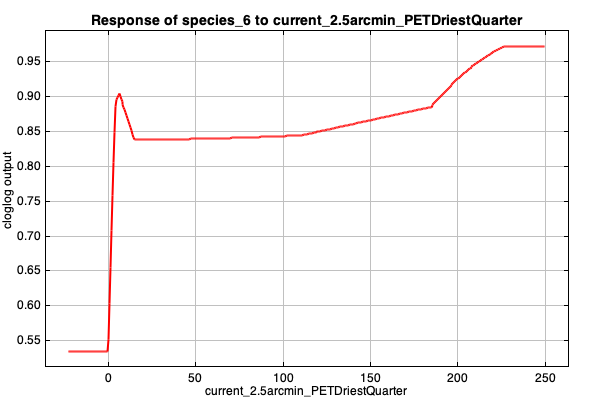 Response of species_6 to current_2.5arcmin_PETDriestQuarter
0.95
0.90
0.85
0.80
0.75
0.70
0.65
0.60
0.55
cloglog output
0 50 100 150 200 250
current_2.5arcmin_PETDriestQuarter